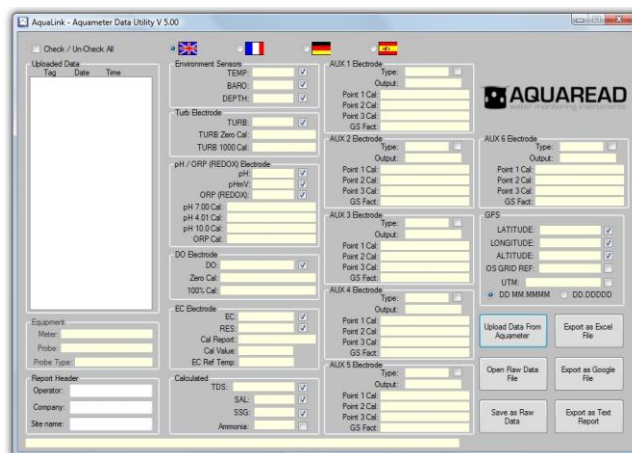 AquaLink - Aquameter Data Utility V 5.00
Check / Un-Check All
Uploaded Data
Tag Date Time
Equipment
Meter:
Probe:
Probe Type:
Report Header
Operator:
Company:
Site name:
Environment Sensors
TEMP:
BARO:
DEPTH:
Turb Electrode
TURB:
TURB Zero Cal:
TURB 1000 Cal:
pH / ORP (REDOX) Electrode
pH:
pHmV:
ORP (REDOX):
pH 7.00 Cal:
pH 4.01 Cal:
pH 10.0 Cal:
ORP Cal:
DO Electrode
DO:
Zero Cal:
100% Cal:
EC Electrode
EC:
RES:
Cal Report:
Cal Value:
EC Ref Temp:
Calculated
TDS:
SAL:
SSG:
Ammonia:
AUX 1 Electrode
Type:
Output:
Point 1 Cal:
Point 2 Cal:
Point 3 Cal:
GS Fact:
AUX 2 Electrode
Type:
Output:
Point 1 Cal:
Point 2 Cal:
Point 3 Cal:
GS Fact:
AUX 3 Electrode
Type:
Output:
Point 1 Cal:
Point 2 Cal:
Point 3 Cal:
GS Fact:
AUX 4 Electrode
Type:
Output:
Point 1 Cal:
Point 2 Cal:
Point 3 Cal:
GS Fact:
AUX 5 Electrode
Type:
Output:
Point 1 Cal:
Point 2 Cal:
Point 3 Cal:
GS Fact:
AQUAREAD
water monitoring instruments
AUX 6 Electrode
Type:
Output:
Point 1 Cal:
Point 2 Cal:
Point 3 Cal:
GS Fact:
GPS
LATITUDE:
LONGITUDE:
ALTITUDE:
OS GRID REF:
UTM:
DD MM.MMMM DD.DDDDD
Upload Data From
Aquameter
Export as Excel
File
Open Raw Data
File
Export as Google
File
Save as Raw
Data
Export as Text
Report